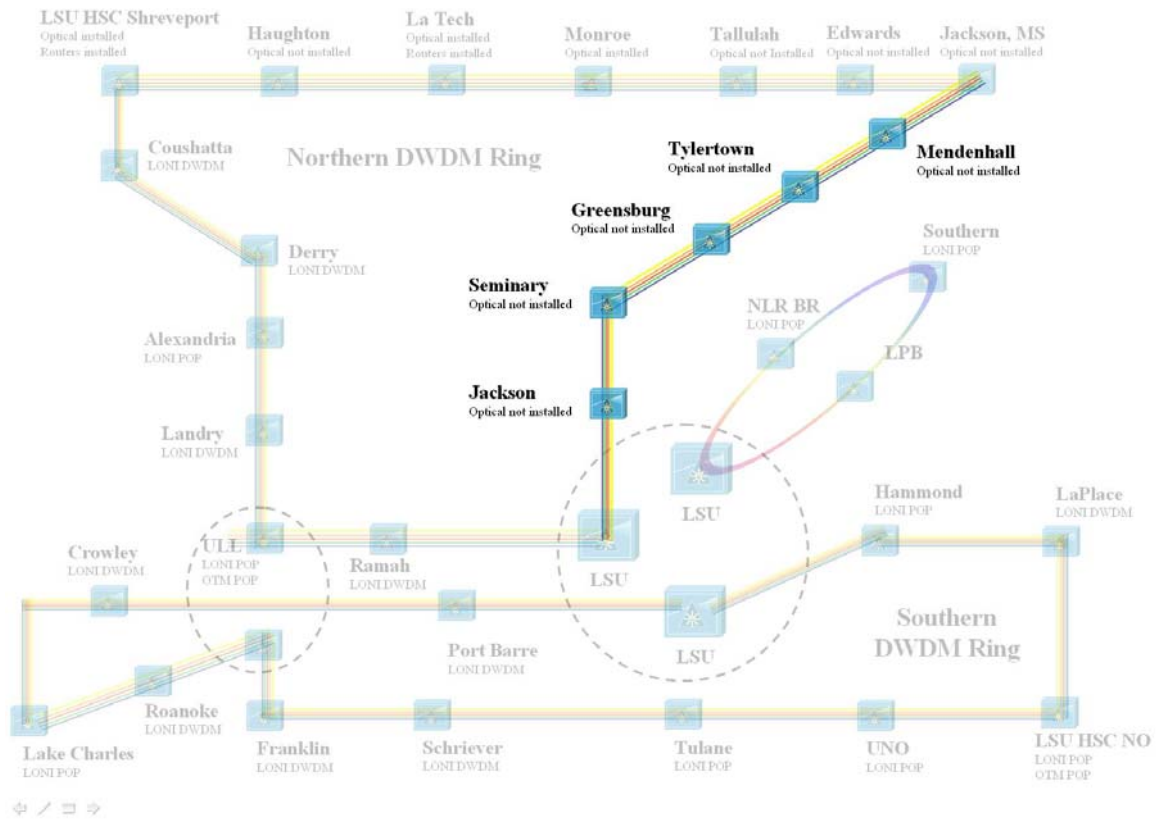 LSU HSC Shreveport
Optical installed
Routers installed
Haughton
Optical not installed
La Tech
Optical installed
Routers installed
Monroe
Optical not installed
Tallulah
Optical not Installed
Edwards
Optical not installed
Jackson, MS
Optical not installed
Coushatta
LONI DWDM
Northern DWDM Ring
Tylertown
Optical not installed
Mendenhall
Optical not installed
Greensburg
Optical not installed
Derry
LONI DWDM
Southern
LONI POP
Seminary
Optical not installed
NLR BR
LONI POP
Alexandria
LONI POP
LPB
Jackson
Optical not installed
Landry
LONI DWDM
LSU
Hammond
LONI POP
LaPlace
LONI DWDM
ULL
LONI POP
OTM POP
Crowley
LONI DWDM
Ramah
LONI DWDM
LSU
Southern
DWDM Ring
Port Barre
LONI DWDM
LSU
Roanoke
LONI DWDM
Lake Charles
LONI POP
Franklin
LONI DWDM
Schriever
LONI DWDM
Tulane
LONI POP
UNO
LONI POP
LSU HSC NO
LONI POP
OTM POP